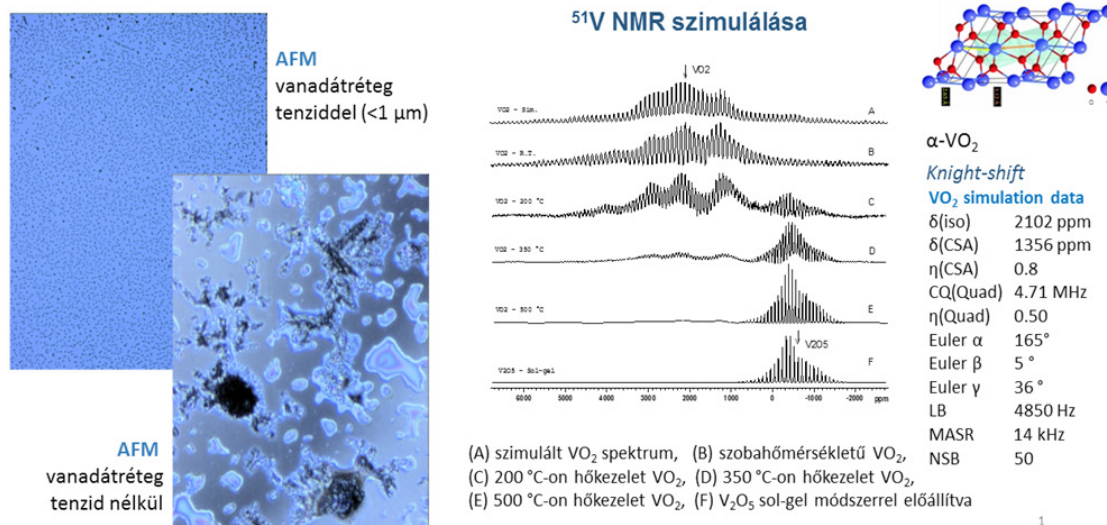 AFM
vanadátréteg
tenziddel (<1 µm)
AFM
vanadátréteg
tenzid nélkül
⁵¹V NMR szimulálása
VO2
VO2 - Sim.
A
VO2 - R.T.
B
VO2 - 200 °C
C
VO2 - 350 °C
D
VO2 - 500 °C
E
V2O5
V2O5 - Sol-gel
F
6000 5000 4000 3000 2000 1000 0 -1000 -2000 ppm
(A) szimulált VO₂ spektrum, (B) szobahőmérsékletű VO₂,
(C) 200 °C-on hőkezelet VO₂, (D) 350 °C-on hőkezelet VO₂,
(E) 500 °C-on hőkezelet VO₂, (F) V₂O₅ sol-gel módszerrel előállítva
α-VO₂
Knight-shift
VO₂ simulation data
δ(iso) 2102 ppm
δ(CSA) 1356 ppm
η(CSA) 0.8
CQ(Quad) 4.71 MHz
η(Quad) 0.50
Euler α 165°
Euler β 5 °
Euler γ 36 °
LB 4850 Hz
MASR 14 kHz
NSB 50
1